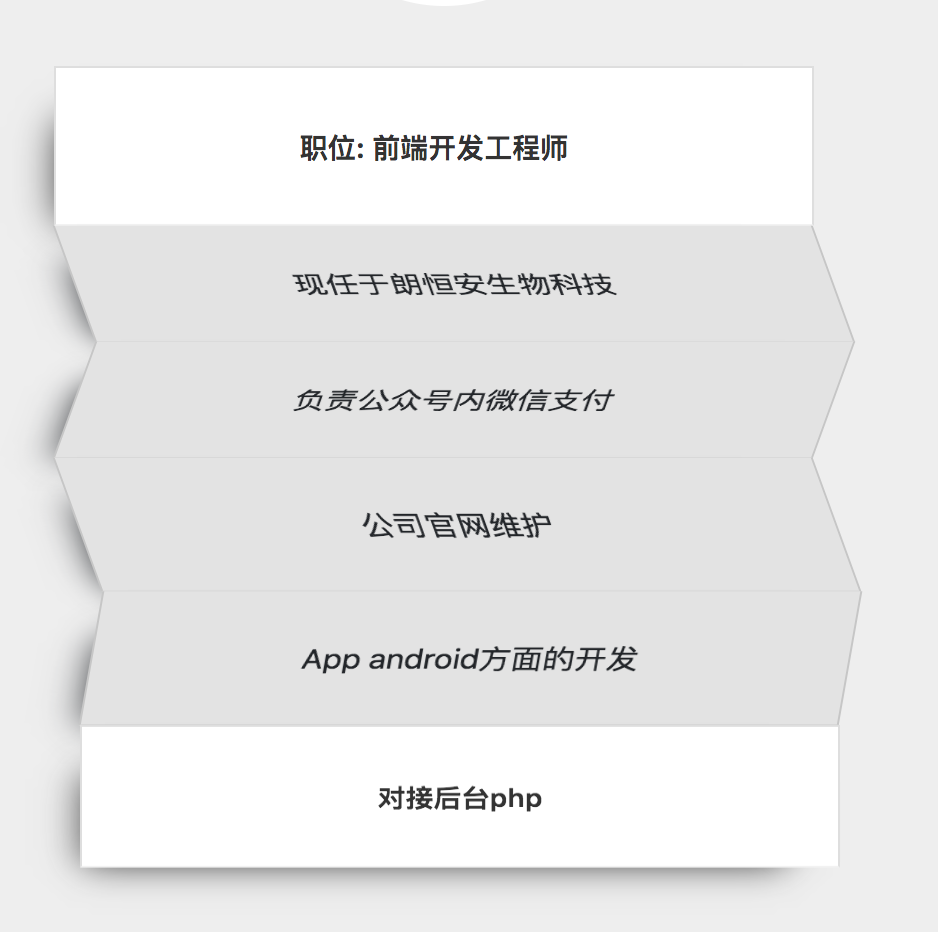 职位: 前端开发工程师
现任于朗恒安生物科技
负责公众号内微信支付
公司官网维护
App android方面的开发
对接后台php